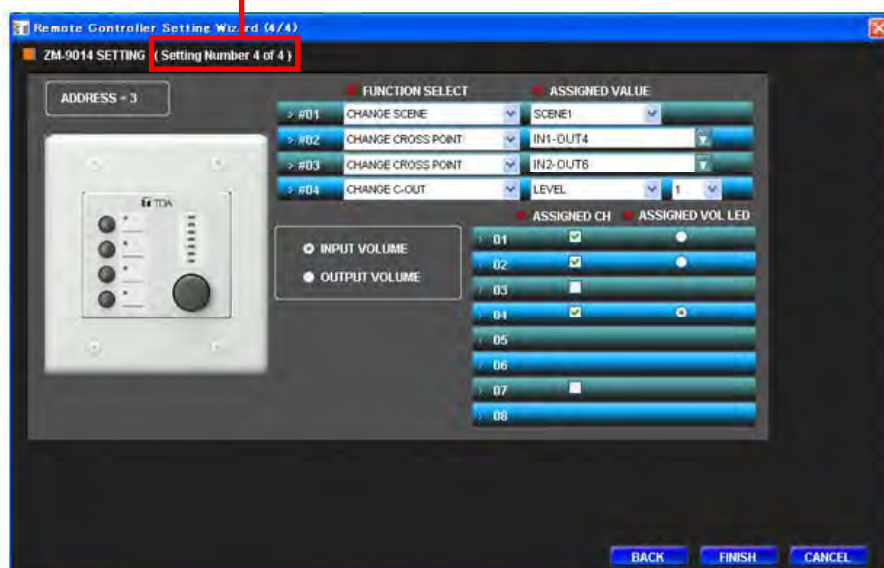 Remote Controller Setting Wizard (4/4)
ZM-9014 SETTING ( Setting Number 4 of 4 )
ADDRESS - 3
FUNCTION SELECT ASSIGNED VALUE
> #01 CHANGE SCENE SCENE1
> #02 CHANGE CROSS POINT IN1-OUT4
> #03 CHANGE CROSS POINT IN2-OUT6
> #04 CHANGE C-OUT LEVEL 1
TOA
ASSIGNED CH ASSIGNED VOL LED
INPUT VOLUME
OUTPUT VOLUME
> 01
> 02
> 03
> 04
> 05
> 06
> 07
> 08
BACK FINISH CANCEL